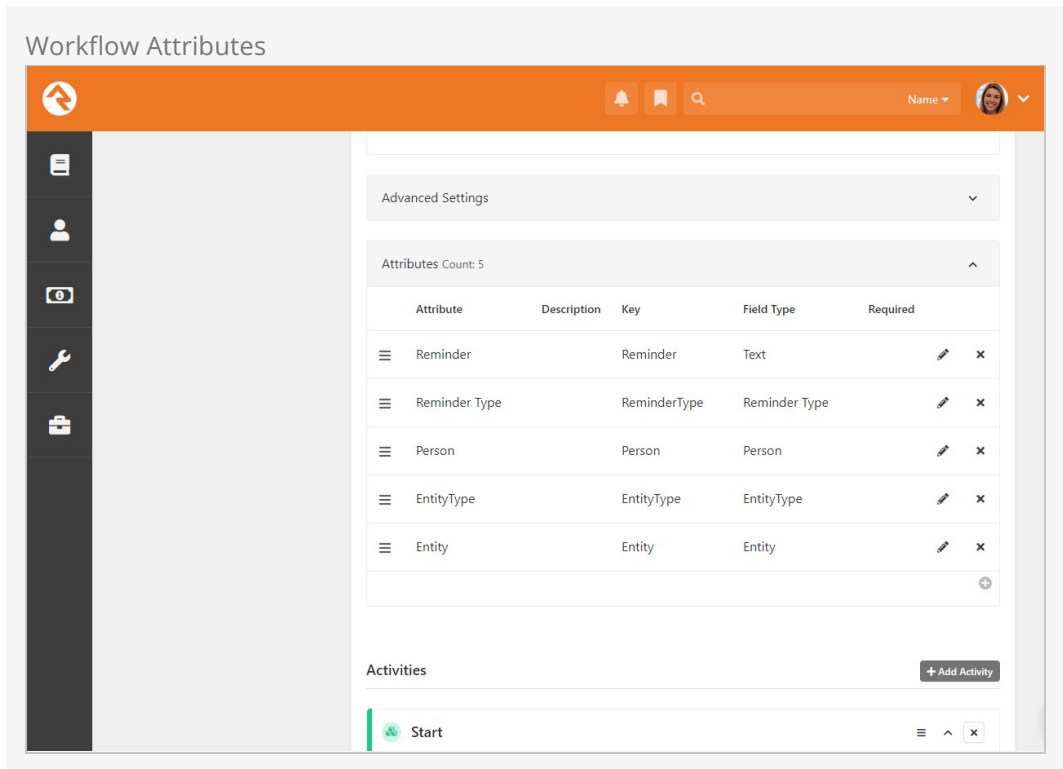 Workflow Attributes
Name
Advanced Settings
Attributes Count: 5
Attribute Description Key Field Type Required
Reminder Reminder Text
Reminder Type ReminderType Reminder Type
Person Person Person
EntityType EntityType EntityType
Entity Entity Entity
Activities + Add Activity
Start